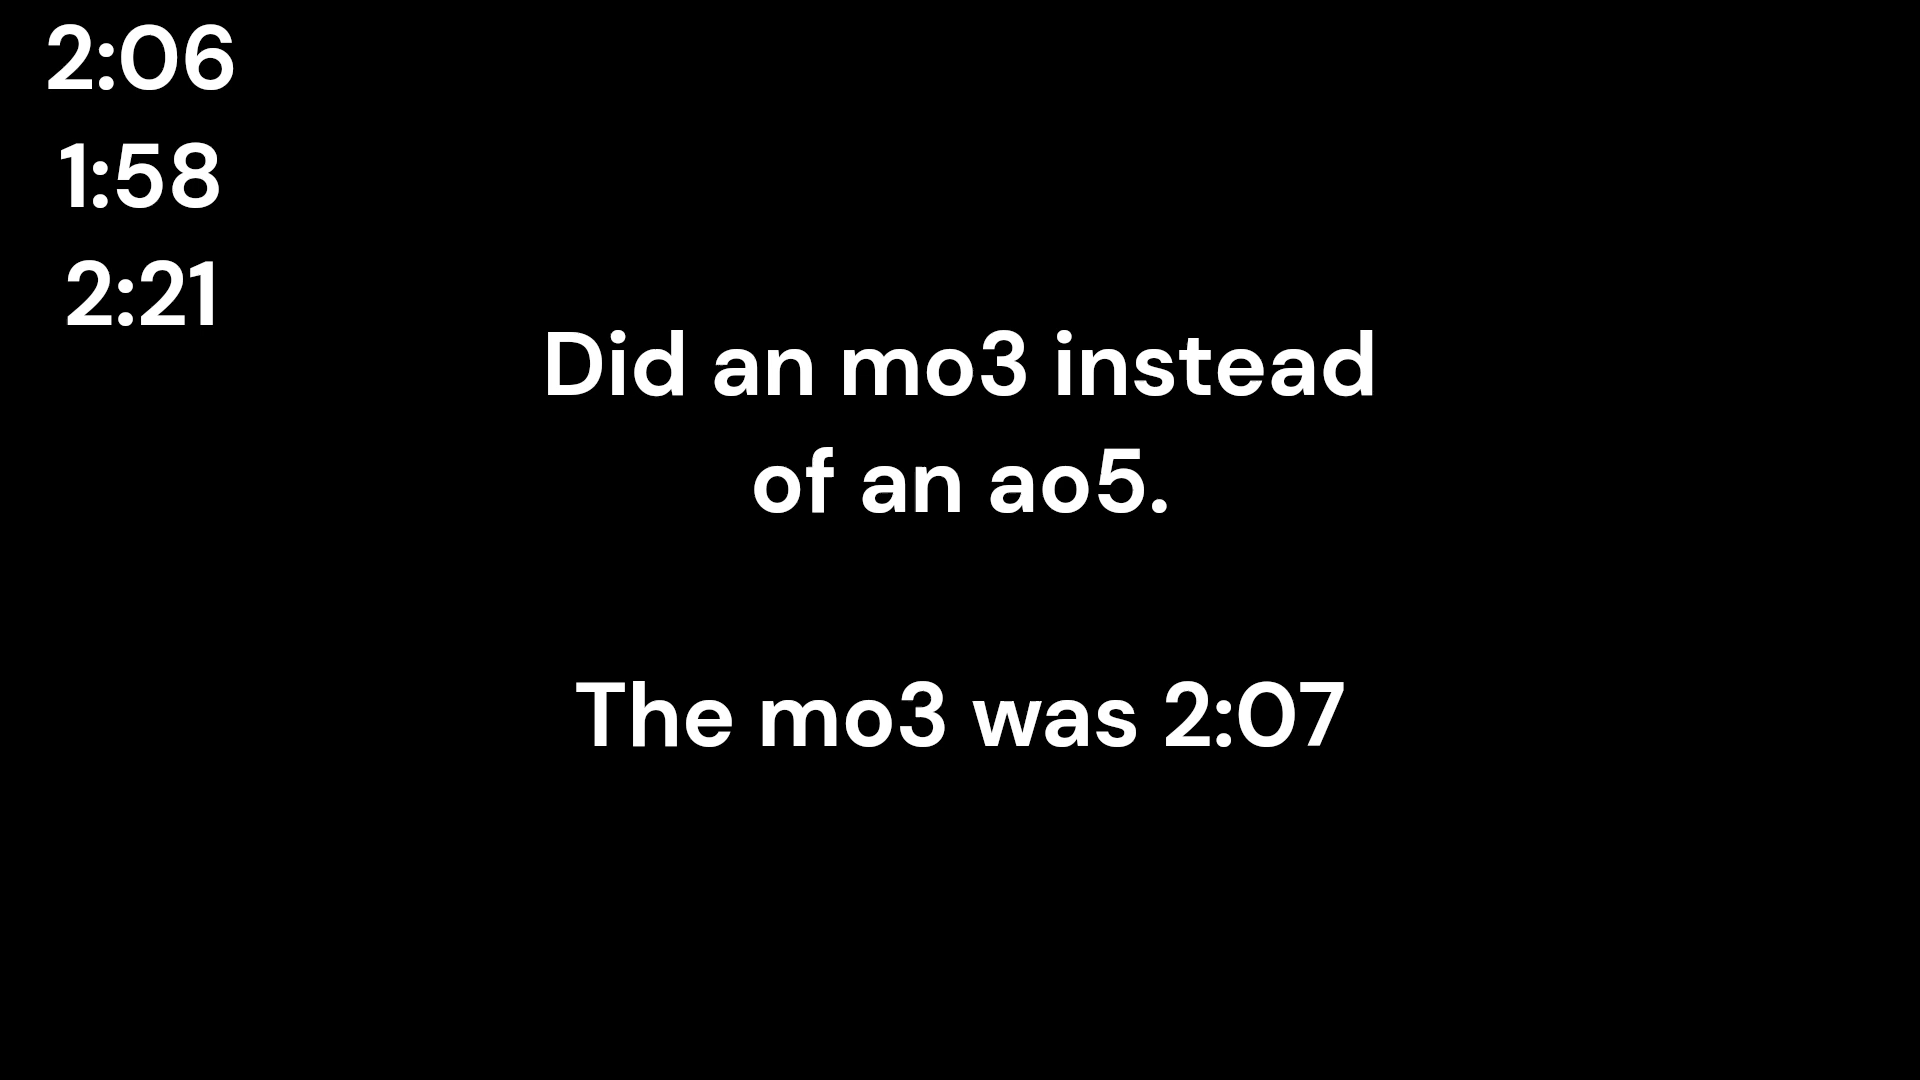 2:06
1:58
2:21
Did an mo3 instead
of an ao5.
The mo3 was 2:07